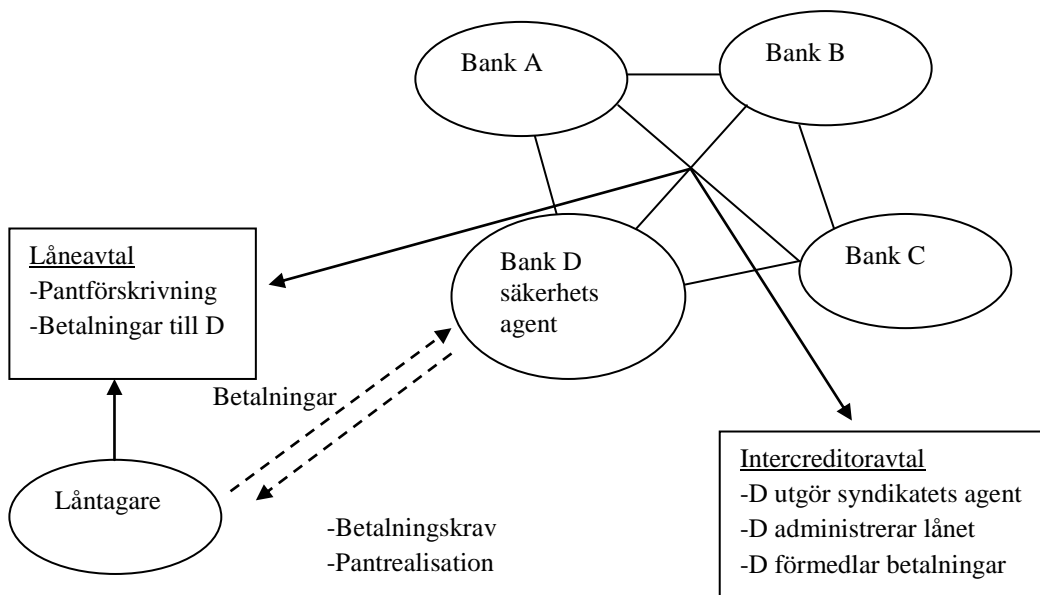 Bank A
Bank B
Låneavtal
-Pantförskrivning
-Betalningar till D
Bank D
säkerhets
agent
Bank C
Betalningar
Låntagare
-Betalningskrav
-Pantrealisation
Intercreditoravtal
-D utgör syndikatets agent
-D administrerar lånet
-D förmedlar betalningar